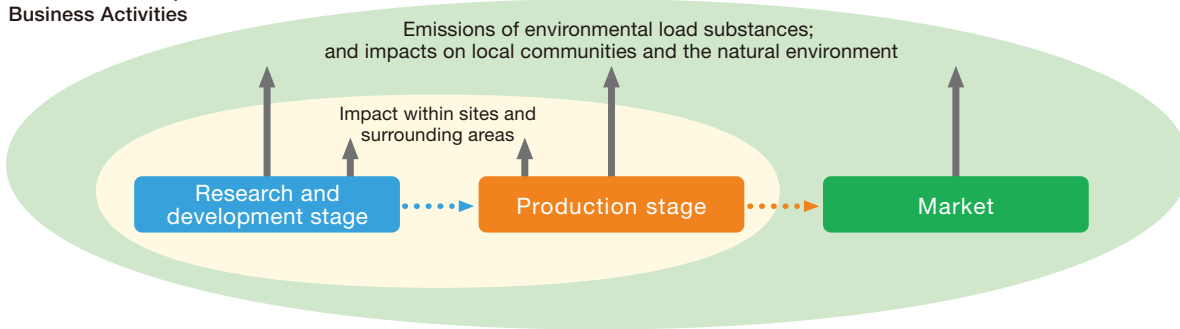 Business Activities
Emissions of environmental load substances;
and impacts on local communities and the natural environment
Impact within sites and
surrounding areas
Research and
development stage
Production stage
Market